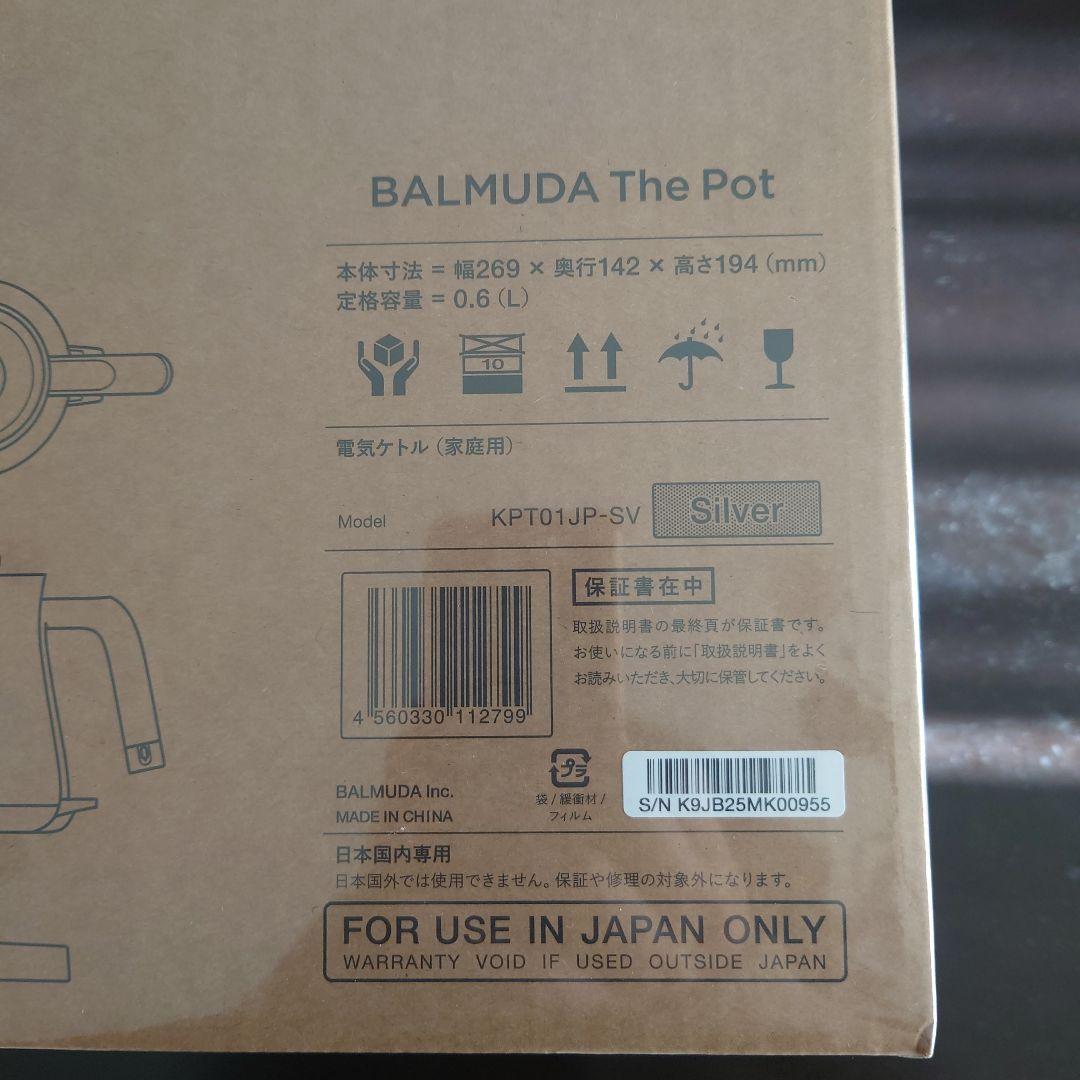 BALMUDA The Pot
本体寸法 = 幅269 × 奥行142 × 高さ194 (mm)
定格容量 = 0.6 (L)
10
電気ケトル (家庭用)
Model KPT01JP-SV Silver
4 560330 112799
保証書在中
取扱説明書の最終頁が保証書です。
お使いになる前に「取扱説明書」をよく
お読みいただき、大切に保管してください。
BALMUDA Inc.
MADE IN CHINA
プラ
袋 / 緩衝材 /
フィルム
S/N K9JB25MK00955
日本国内専用
日本国外では使用できません。保証や修理の対象外になります。
FOR USE IN JAPAN ONLY
WARRANTY VOID IF USED OUTSIDE JAPAN